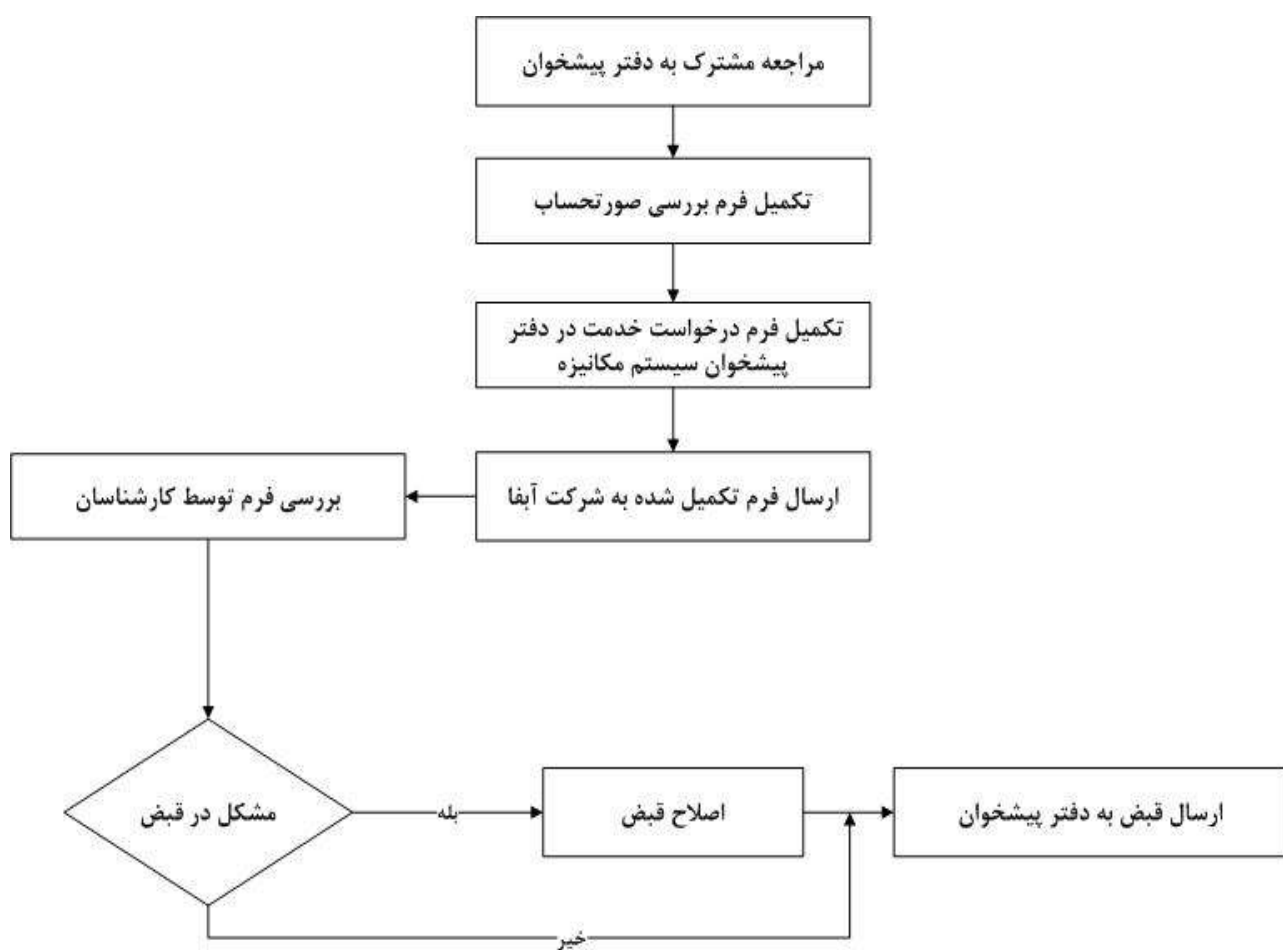 مراجعه مشترک به دفتر پیشخوان
تکمیل فرم بررسی صورتحساب
تکمیل فرم درخواست خدمت در دفتر
پیشخوان سیستم مکانیزه
ارسال فرم تکمیل شده به شرکت آبفا
بررسی فرم توسط کارشناسان
مشکل در قبض
بله
اصلاح قبض
ارسال قبض به دفتر پیشخوان
خیر